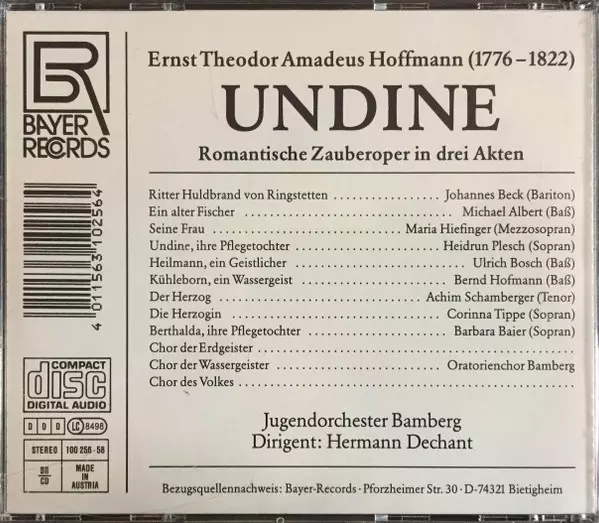 BAYER
RECORDS
4 011563 102564
COMPACT
disc
DIGITAL AUDIO
D D D LC 8498
STEREO 100 256-58
CD
MADE IN
AUSTRIA
Ernst Theodor Amadeus Hoffmann (1776–1822)
UNDINE
Romantische Zauberoper in drei Akten
Ritter Huldbrand von Ringstetten ................. Johannes Beck (Bariton)
Ein alter Fischer ................. Michael Albert (Baß)
Seine Frau ................. Maria Hiefinger (Mezzosopran)
Undine, ihre Pflegetochter ................. Heidrun Plesch (Sopran)
Heilmann, ein Geistlicher ................. Ulrich Bosch (Baß)
Kühleborn, ein Wassergeist ................. Bernd Hofmann (Baß)
Der Herzog ................. Achim Schamberger (Tenor)
Die Herzogin ................. Corinna Tippe (Sopran)
Berthalda, ihre Pflegetochter ................. Barbara Baier (Sopran)
Chor der Erdgeister .................
Chor der Wassergeister ................. Oratorienchor Bamberg
Chor des Volkes .................
Jugendorchester Bamberg
Dirigent: Hermann Dechant
Bezugsquellennachweis: Bayer-Records · Pforzheimer Str. 30 · D-74321 Bietigheim